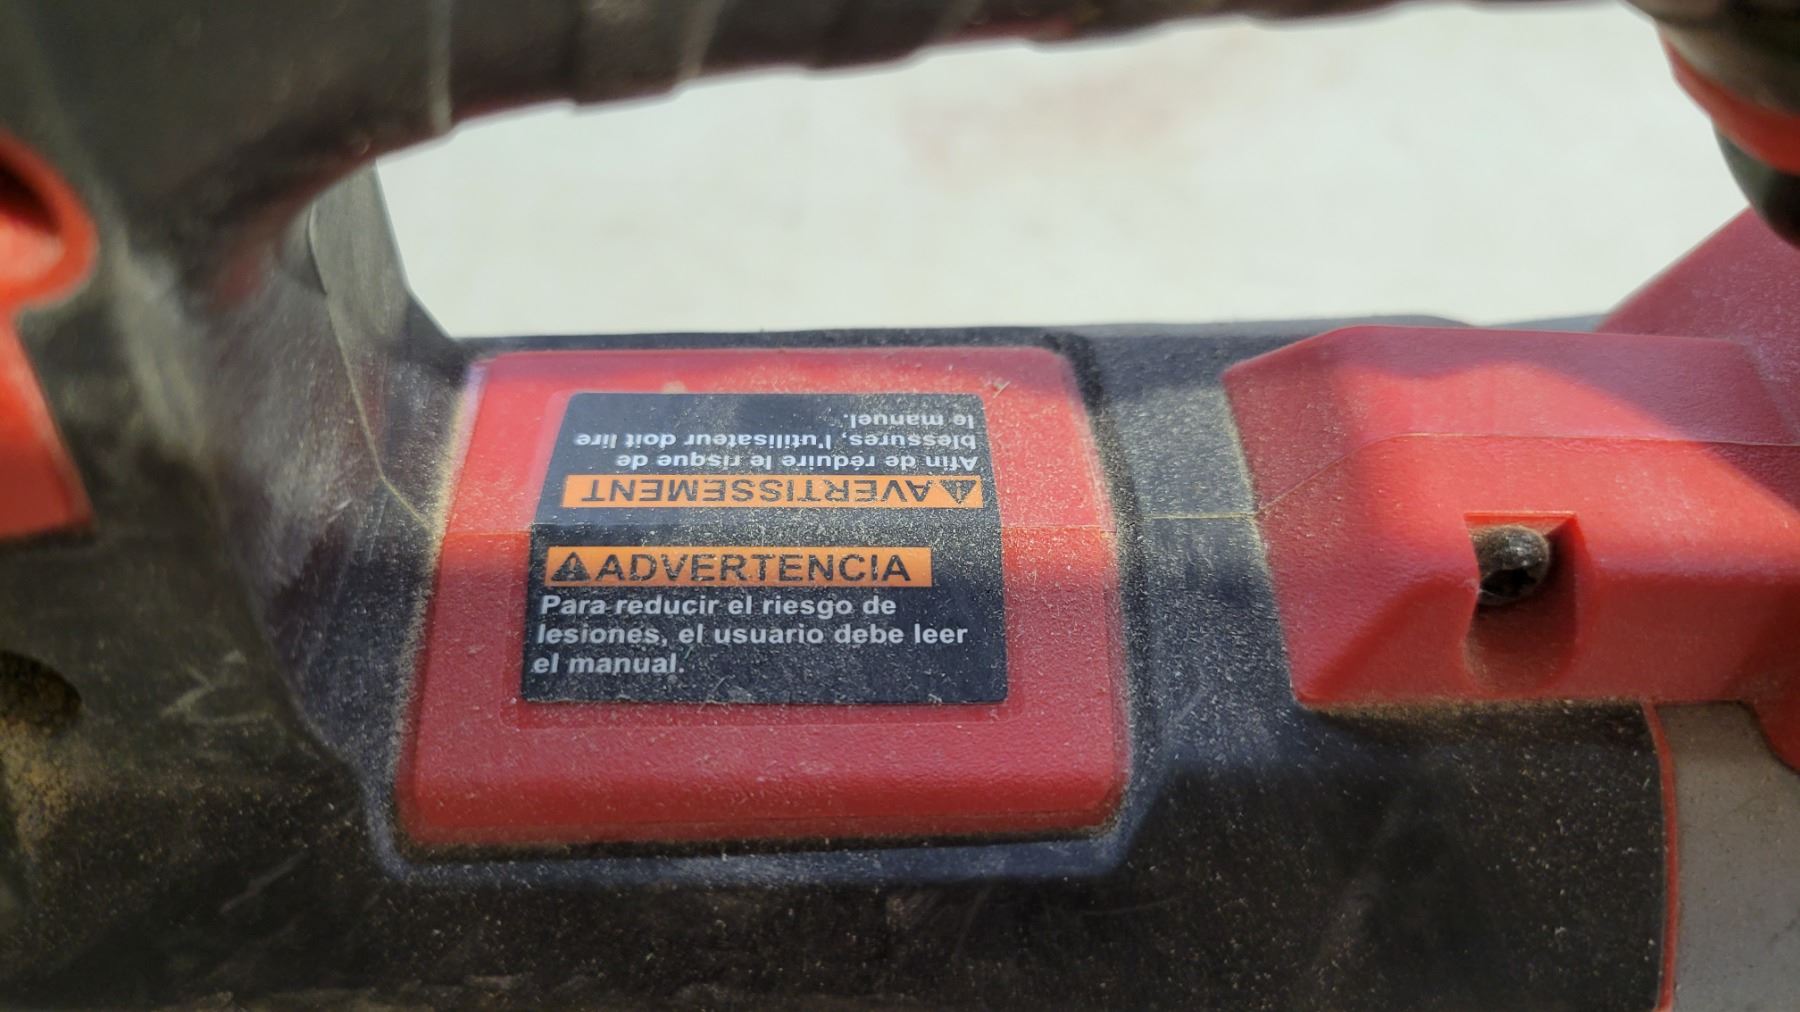 ⚠AVERTISSEMENT
Afin de réduire le risque de
blessures, l'utilisateur doit lire
le manuel.
⚠ADVERTENCIA
Para reducir el riesgo de
lesiones, el usuario debe leer
el manual.